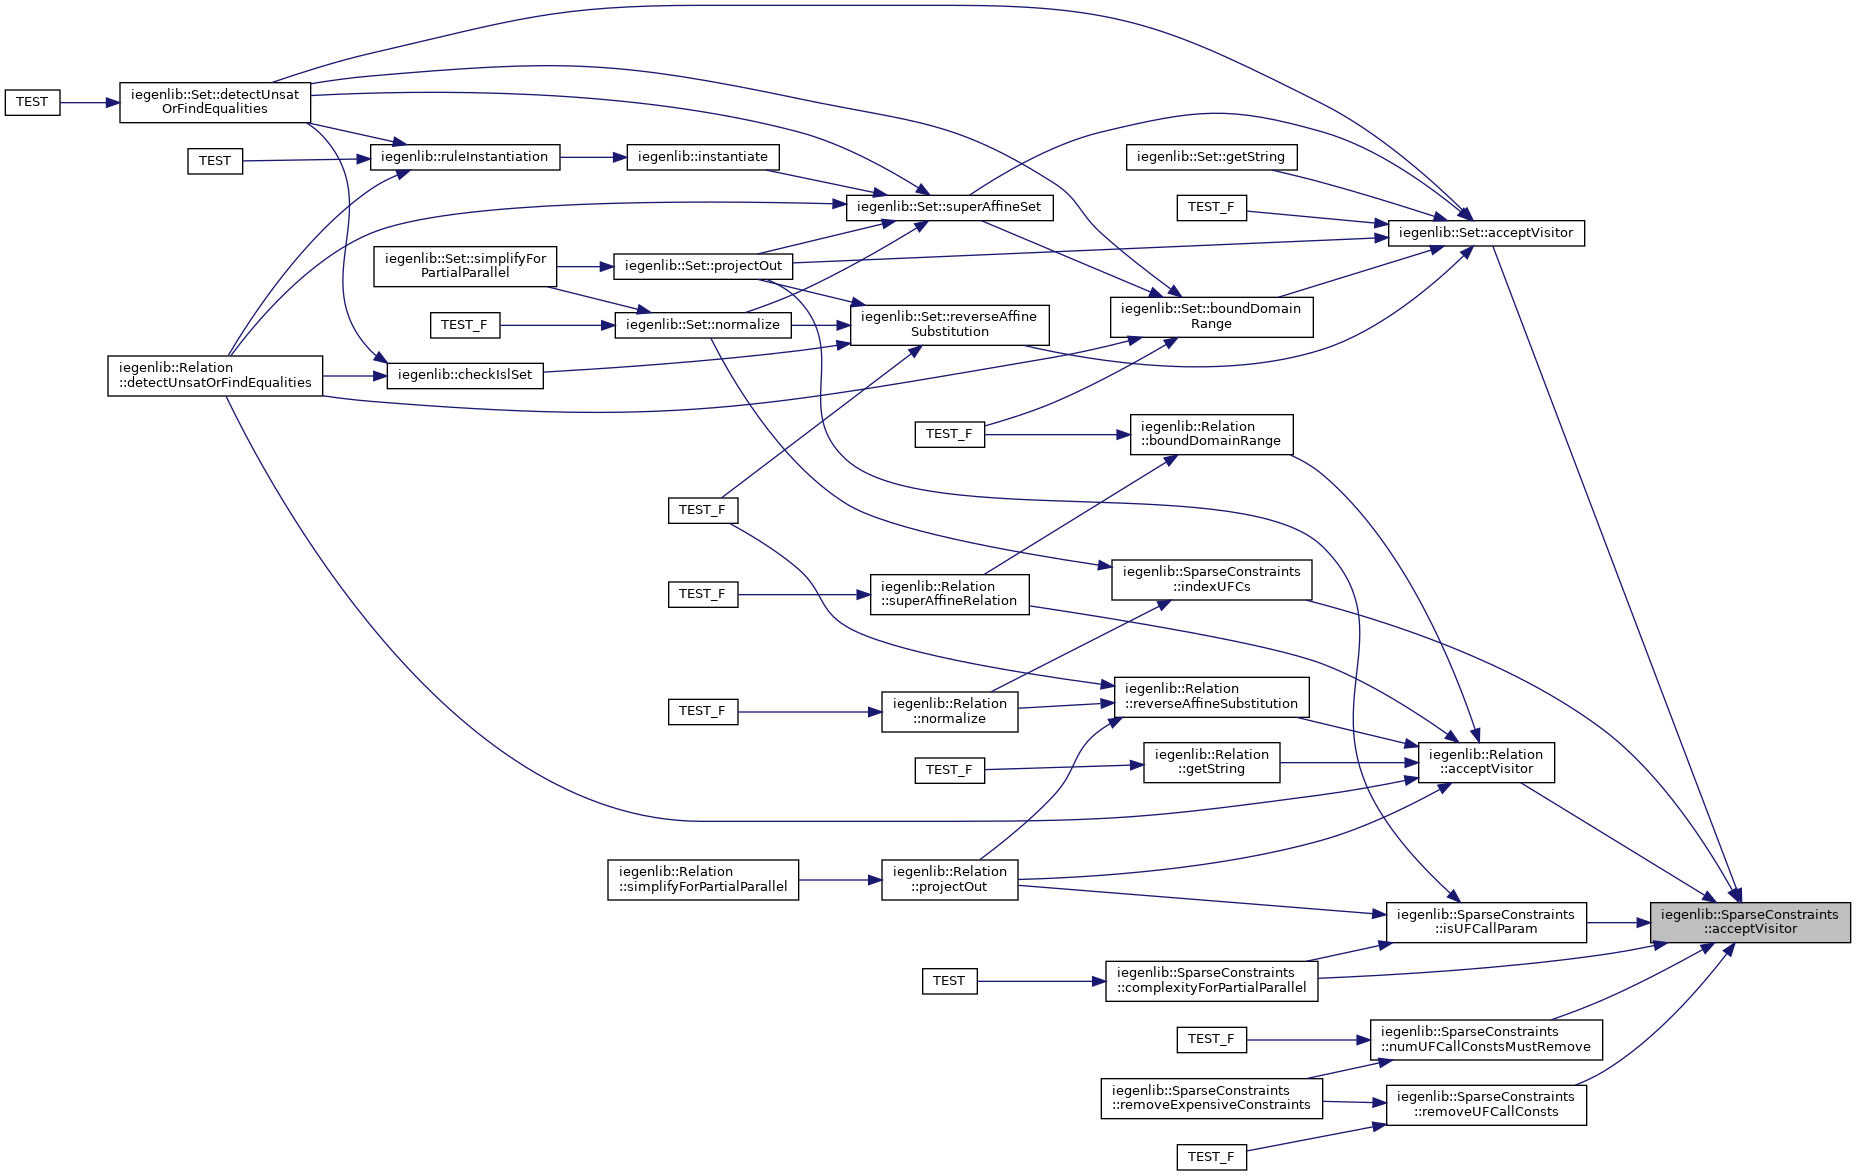 TEST
iegenlib::Set::detectUnsat
OrFindEqualities
TEST
iegenlib::ruleInstantiation
iegenlib::instantiate
iegenlib::Set::getString
TEST_F
iegenlib::Set::superAffineSet
iegenlib::Set::acceptVisitor
iegenlib::Set::simplifyFor
PartialParallel
iegenlib::Set::projectOut
TEST_F
iegenlib::Set::normalize
iegenlib::Set::reverseAffine
Substitution
iegenlib::Set::boundDomain
Range
iegenlib::Relation
::detectUnsatOrFindEqualities
iegenlib::checkIslSet
TEST_F
iegenlib::Relation
::boundDomainRange
TEST_F
iegenlib::SparseConstraints
::indexUFCs
TEST_F
iegenlib::Relation
::superAffineRelation
TEST_F
iegenlib::Relation
::normalize
iegenlib::Relation
::reverseAffineSubstitution
TEST_F
iegenlib::Relation
::getString
iegenlib::Relation
::acceptVisitor
iegenlib::Relation
::simplifyForPartialParallel
iegenlib::Relation
::projectOut
iegenlib::SparseConstraints
::isUFCallParam
iegenlib::SparseConstraints
::acceptVisitor
TEST
iegenlib::SparseConstraints
::complexityForPartialParallel
TEST_F
iegenlib::SparseConstraints
::numUFCallConstsMustRemove
iegenlib::SparseConstraints
::removeExpensiveConstraints
iegenlib::SparseConstraints
::removeUFCallConsts
TEST_F